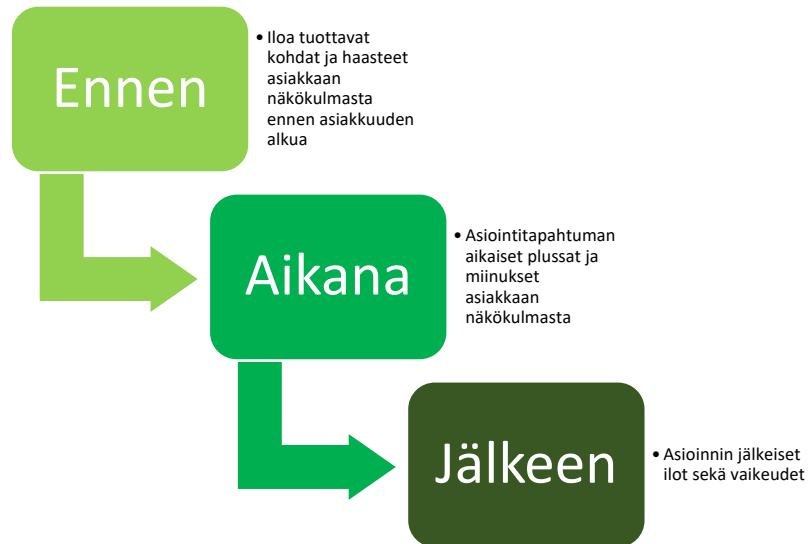 Ennen
• Iloa tuottavat
kohdat ja haasteet
asiakkaan
näkökulmasta
ennen asiakkuuden
alkua
Aikana
• Asiointitapahtuman
aikaiset plussat ja
miinukset
asiakkaan
näkökulmasta
Jälkeen
• Asioinnin jälkeiset
ilot sekä vaikeudet